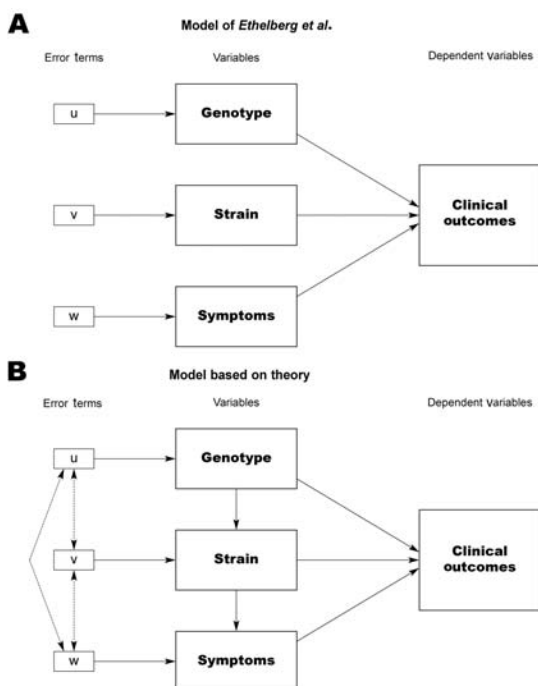 A
Model of Ethelberg et al.
Error terms Variables Dependent variables
u
Genotype
v
Strain
Clinical
outcomes
w
Symptoms
B
Model based on theory
Error terms Variables Dependent variables
u
Genotype
v
Strain
Clinical
outcomes
w
Symptoms